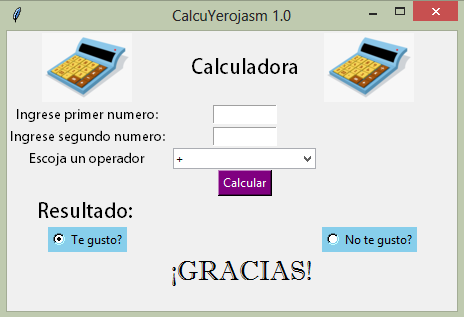 CalcuYerojasm 1.0
Calculadora
Ingrese primer numero:
Ingrese segundo numero:
Escoja un operador +
Calcular
Resultado:
Te gusto? No te gusto?
¡GRACIAS!